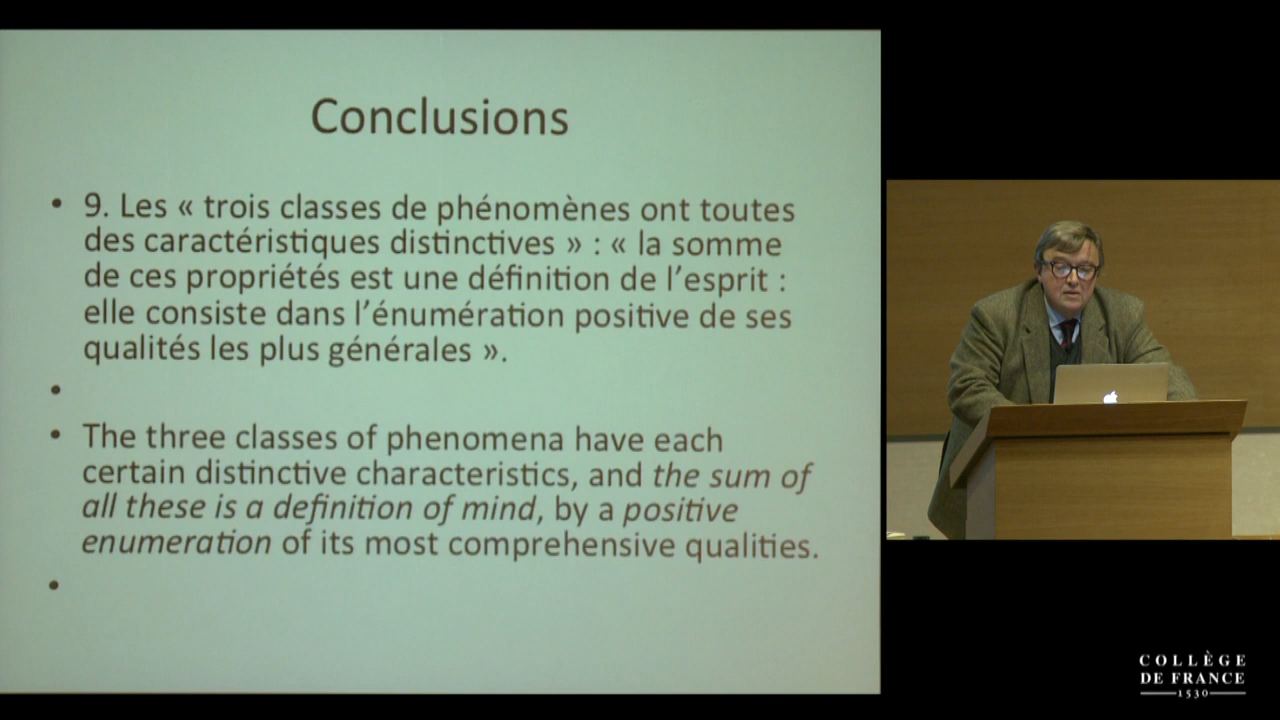 Conclusions
• 9. Les « trois classes de phénomènes ont toutes
des caractéristiques distinctives » : « la somme
de ces propriétés est une définition de l’esprit :
elle consiste dans l’énumération positive de ses
qualités les plus générales ».
•
• The three classes of phenomena have each
certain distinctive characteristics, and the sum of
all these is a definition of mind, by a positive
enumeration of its most comprehensive qualities.
•
COLLÈGE
DE FRANCE
1530